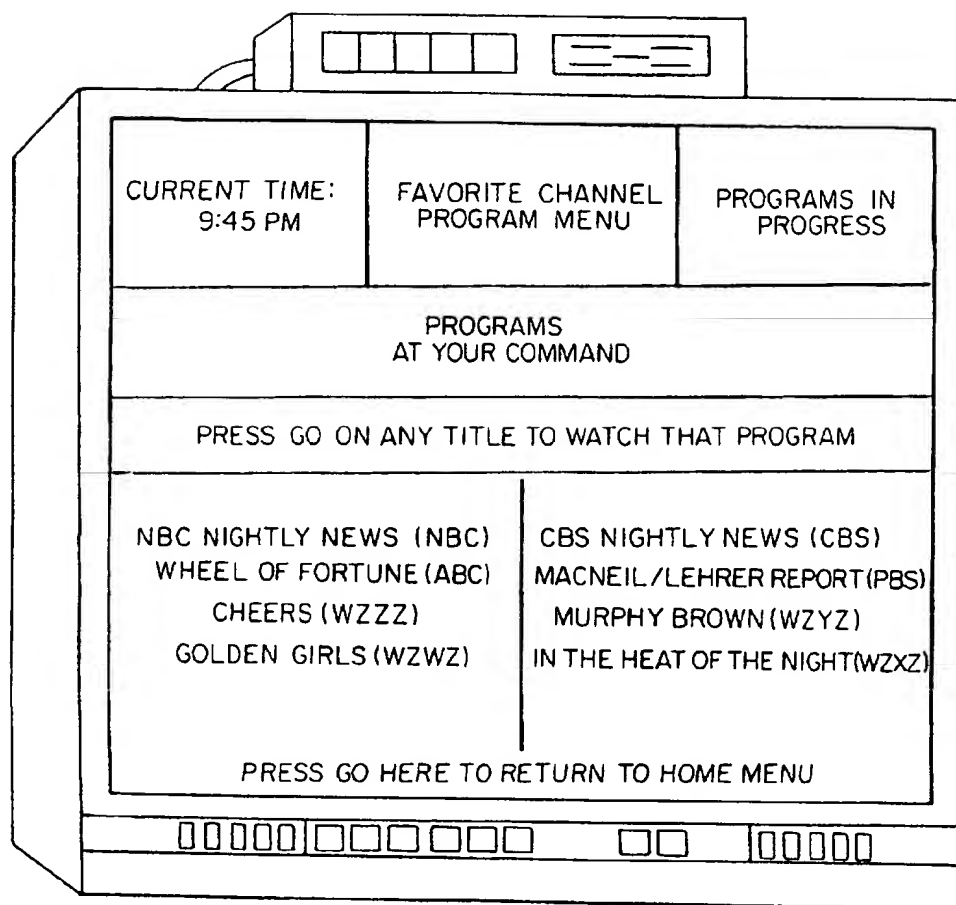 CURRENT TIME:
9:45 PM
FAVORITE CHANNEL
PROGRAM MENU
PROGRAMS IN
PROGRESS
PROGRAMS
AT YOUR COMMAND
PRESS GO ON ANY TITLE TO WATCH THAT PROGRAM
NBC NIGHTLY NEWS (NBC)
WHEEL OF FORTUNE (ABC)
CHEERS (WZZZ)
GOLDEN GIRLS (WZWZ)
CBS NIGHTLY NEWS (CBS)
MACNEIL/LEHRER REPORT (PBS)
MURPHY BROWN (WZYZ)
IN THE HEAT OF THE NIGHT (WZXZ)
PRESS GO HERE TO RETURN TO HOME MENU